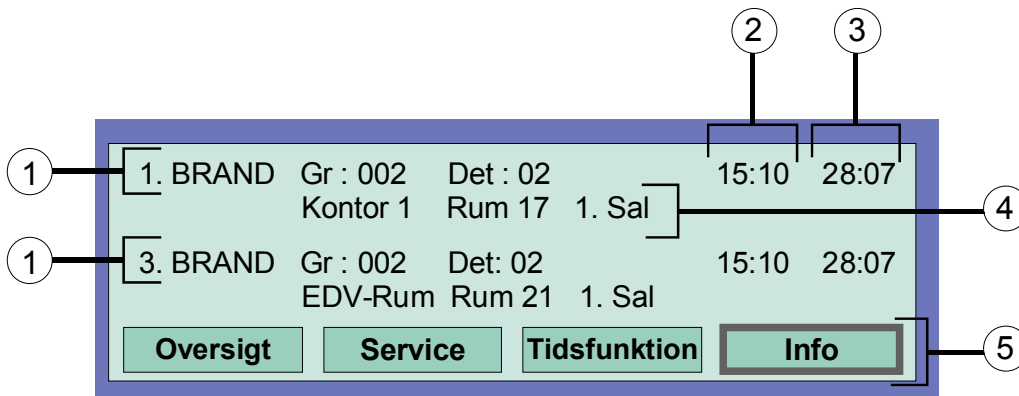 2 3
1 1. BRAND Gr : 002 Det : 02 15:10 28:07
Kontor 1 Rum 17 1. Sal 4
1 3. BRAND Gr : 002 Det: 02 15:10 28:07
EDV-Rum Rum 21 1. Sal
Oversigt Service Tidsfunktion Info 5